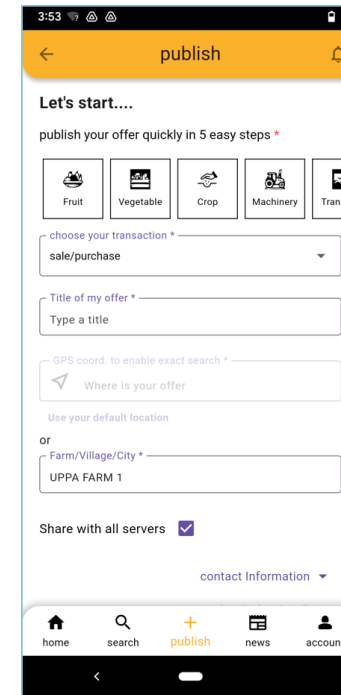 3:53
publish
Let's start....
publish your offer quickly in 5 easy steps *
Fruit Vegetable Crop Machinery Tran
choose your transaction *
sale/purchase
Title of my offer *
Type a title
GPS coord. to enable exact search *
Where is your offer
Use your default location
or
Farm/Village/City *
UPPA FARM 1
Share with all servers
contact Information
home search publish news accoun